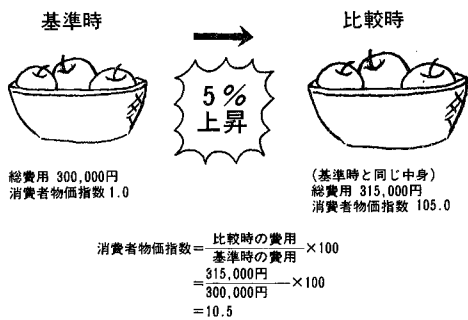 基準時
比較時
5%
上昇
総費用 300,000円
消費者物価指数1.0
(基準時と同じ中身)
総費用 315,000円
消費者物価指数 105.0
消費者物価指数＝比較時の費用/基準時の費用×100
＝315,000円/300,000円×100
＝10.5